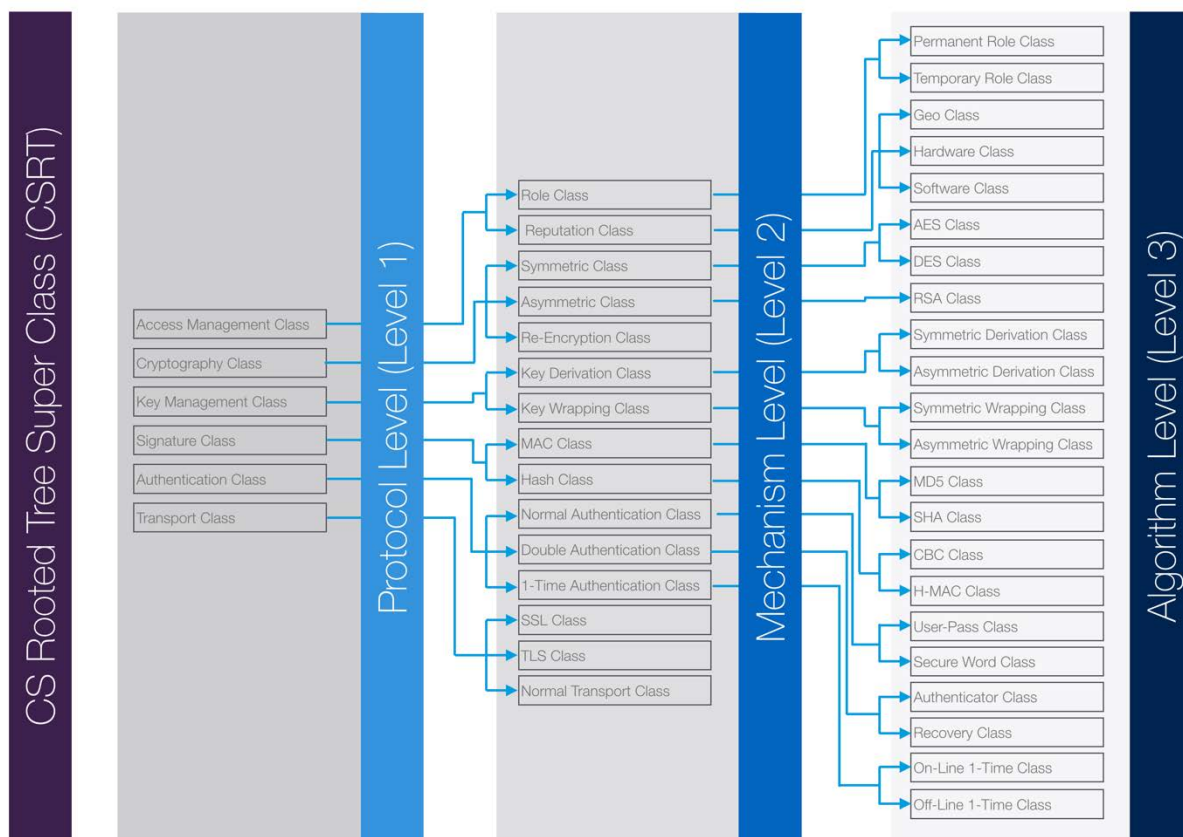 CS Rooted Tree Super Class (CSRT)
Access Management Class
Cryptography Class
Key Management Class
Signature Class
Authentication Class
Transport Class
Protocol Level (Level 1)
Role Class
Reputation Class
Symmetric Class
Asymmetric Class
Re-Encryption Class
Key Derivation Class
Key Wrapping Class
MAC Class
Hash Class
Normal Authentication Class
Double Authentication Class
1-Time Authentication Class
SSL Class
TLS Class
Normal Transport Class
Mechanism Level (Level 2)
Permanent Role Class
Temporary Role Class
Geo Class
Hardware Class
Software Class
AES Class
DES Class
RSA Class
Symmetric Derivation Class
Asymmetric Derivation Class
Symmetric Wrapping Class
Asymmetric Wrapping Class
MD5 Class
SHA Class
CBC Class
H-MAC Class
User-Pass Class
Secure Word Class
Authenticator Class
Recovery Class
On-Line 1-Time Class
Off-Line 1-Time Class
Algorithm Level (Level 3)